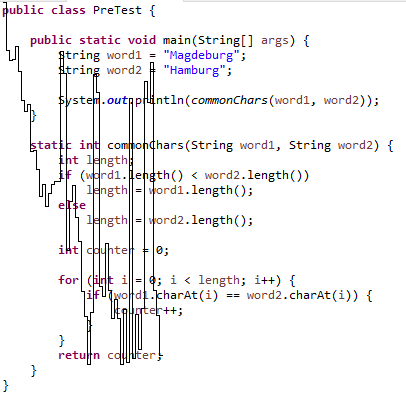 public class PreTest {
public static void main(String[] args) {
String word1 = "Magdeburg";
String word2 = "Hamburg";
System.out.println(commonChars(word1, word2));
}
static int commonChars(String word1, String word2) {
int length;
if (word1.length() < word2.length())
length = word1.length();
else
length = word2.length();
int counter = 0;
for (int i = 0; i < length; i++) {
if (word1.charAt(i) == word2.charAt(i)) {
counter++;
}
}
return counter;
}
}